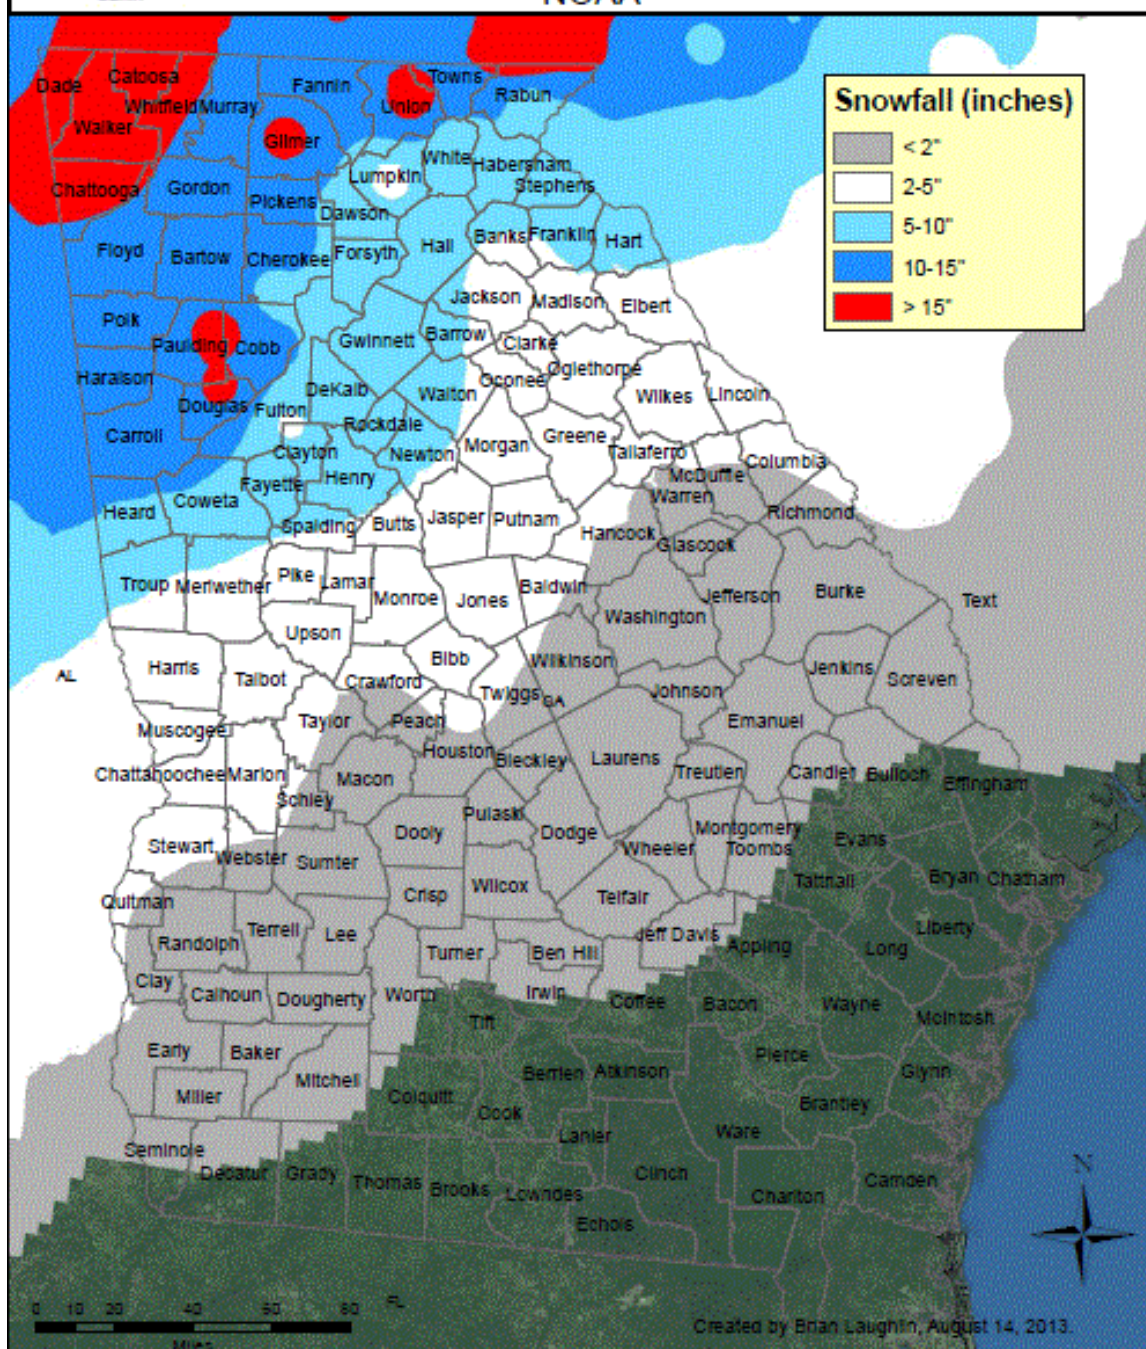 NOAA
Snowfall (inches)
< 2"
2-5"
5-10"
10-15"
> 15"
Dade
Catoosa
Whitfield
Murray
Fannin
Union
Towns
Rabun
Walker
Gilmer
Chattooga
Gordon
Pickens
Lumpkin
White
Habersham
Stephens
Dawson
Floyd
Bartow
Cherokee
Forsyth
Hall
Banks
Franklin
Hart
Jackson
Madison
Elbert
Polk
Paulding
Cobb
Gwinnett
Barrow
Clarke
Oconee
Oglethorpe
Haralson
Douglas
Fulton
DeKalb
Walton
Wilkes
Lincoln
Carroll
Rockdale
Clayton
Newton
Morgan
Greene
Taliaferro
McDuffie
Columbia
Heard
Coweta
Fayette
Henry
Warren
Richmond
Spalding
Butts
Jasper
Putnam
Hancock
Glascock
Troup
Meriwether
Pike
Lamar
Monroe
Jones
Baldwin
Washington
Jefferson
Burke
Text
Upson
AL
Harris
Talbot
Crawford
Bibb
Twiggs
Wilkinson
GA
Johnson
Jenkins
Screven
Muscogee
Taylor
Peach
Houston
Bleckley
Laurens
Emanuel
Chattahoochee
Marion
Schley
Macon
Treutlen
Candler
Bulloch
Effingham
Stewart
Webster
Sumter
Dooly
Pulaski
Dodge
Wheeler
Montgomery
Toombs
Evans
Quitman
Crisp
Wilcox
Telfair
Tattnall
Bryan
Chatham
Randolph
Terrell
Lee
Turner
Ben Hill
Jeff Davis
Appling
Long
Liberty
Clay
Calhoun
Dougherty
Worth
Irwin
Coffee
Bacon
Wayne
McIntosh
Tift
Early
Baker
Miller
Mitchell
Colquitt
Cook
Berrien
Atkinson
Pierce
Glynn
Brantley
Lanier
Ware
Seminole
Decatur
Grady
Thomas
Brooks
Lowndes
Clinch
Echols
Charlton
Camden
N
FL
0 10 20 40 60 80
Miles
Created by Brian Laughlin, August 14, 2013.